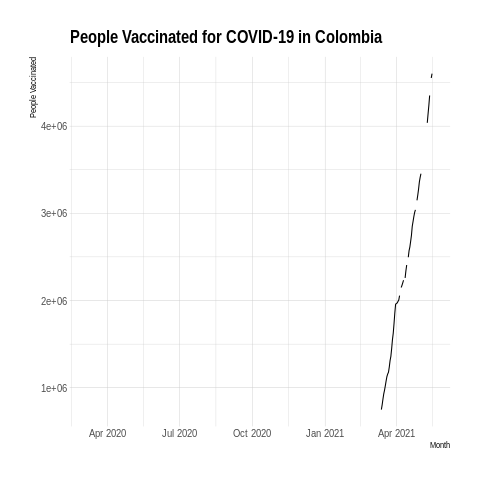 People Vaccinated for COVID-19 in Colombia
People Vaccinated
4e+06
3e+06
2e+06
1e+06
Apr 2020 Jul 2020 Oct 2020 Jan 2021 Apr 2021
Month